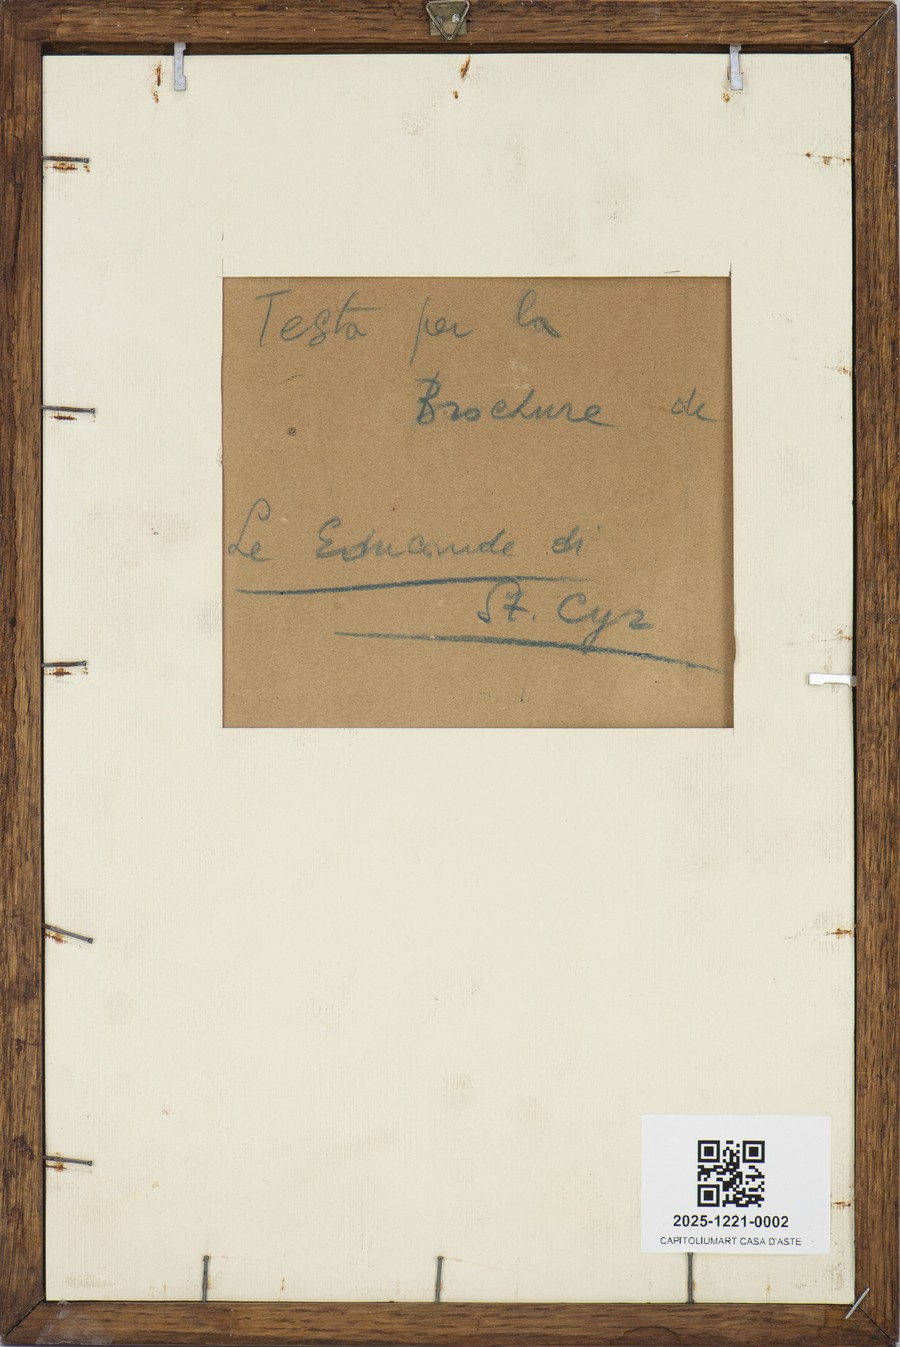 Testa per la
Brochure de
Le Educande di
St. Cyr
2025-1221-0002
CAPITOLIUMART CASA D'ASTE